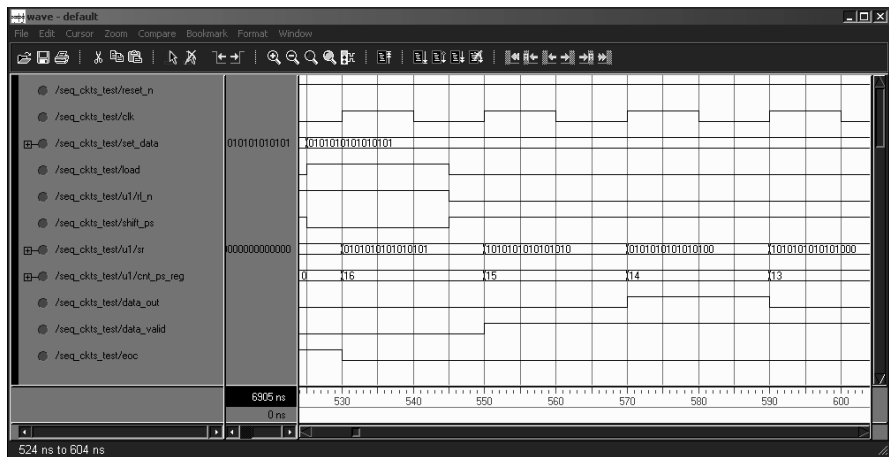 wave - default
File Edit Cursor Zoom Compare Bookmark Format Window
/seq_ckts_test/reset_n
/seq_ckts_test/clk
/seq_ckts_test/set_data 010101010101 0101010101010101
/seq_ckts_test/load
/seq_ckts_test/u1/rl_n
/seq_ckts_test/shift_ps
/seq_ckts_test/u1/sr 000000000000 0101010101010101 1010101010101010 0101010101010100 1010101010101000
/seq_ckts_test/u1/cnt_ps_reg 0 16 15 14 13
/seq_ckts_test/data_out
/seq_ckts_test/data_valid
/seq_ckts_test/eoc
6905 ns
530 540 550 560 570 580 590 600
0 ns
524 ns to 604 ns